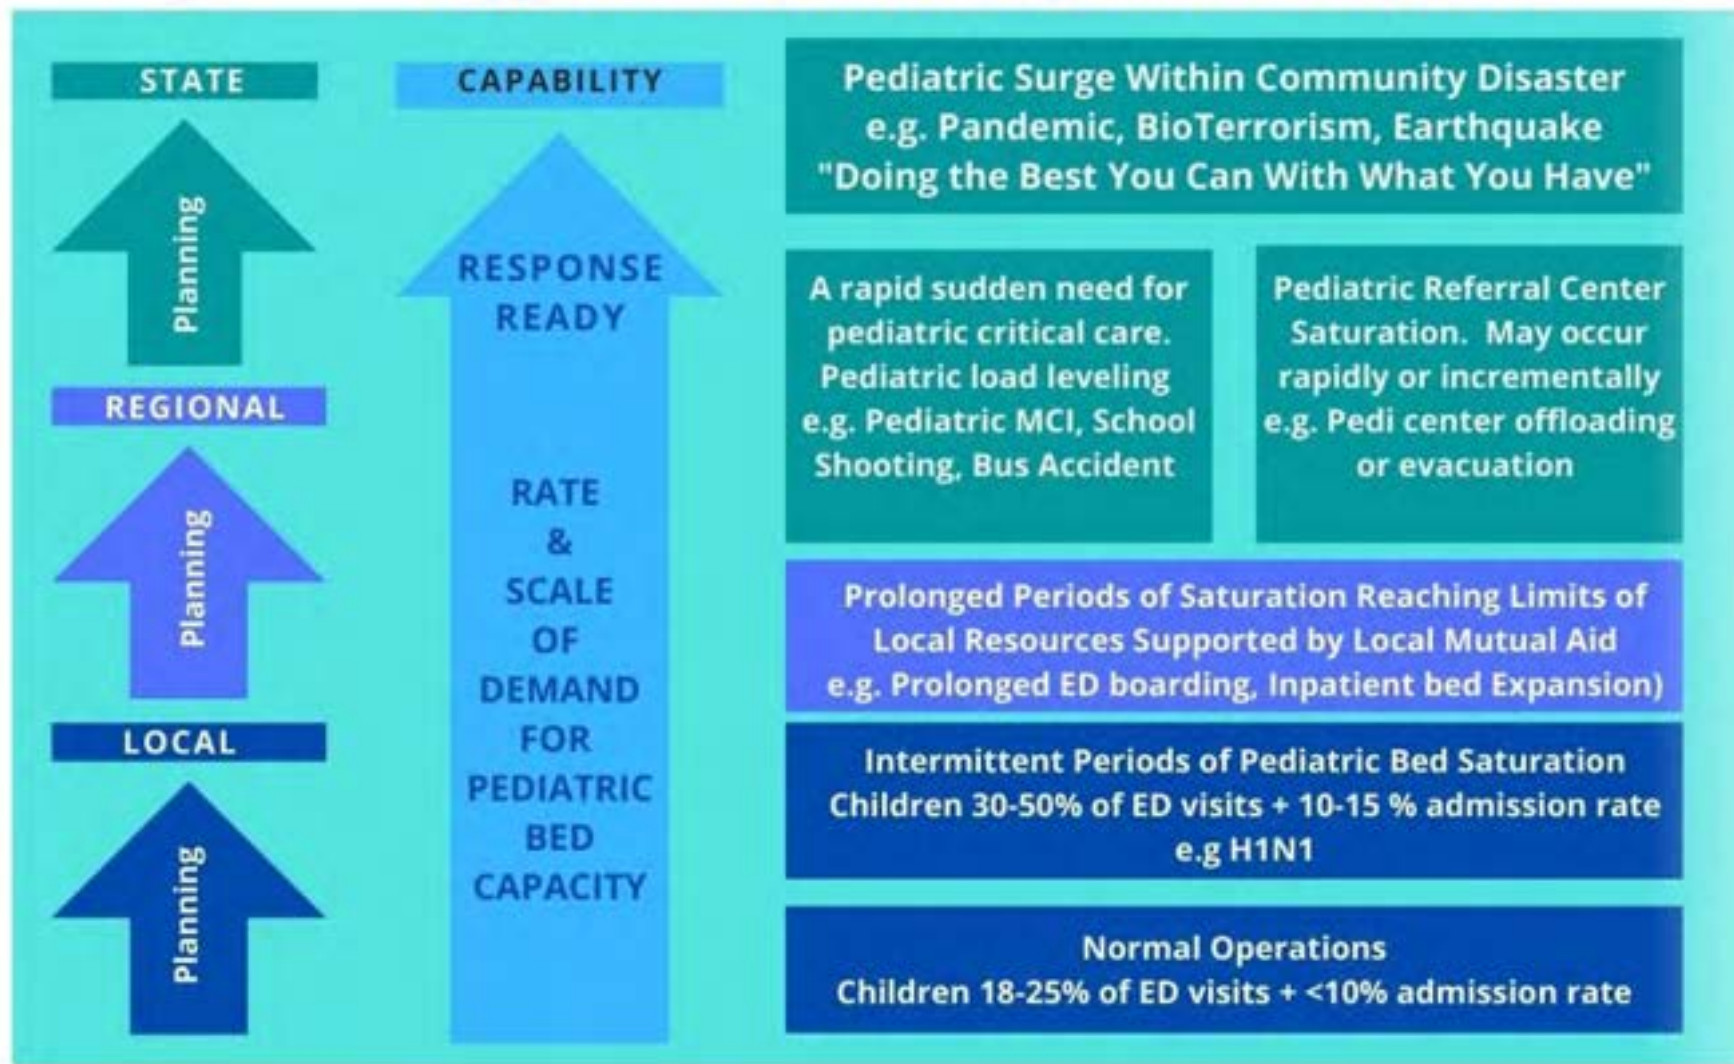 STATE
Planning
REGIONAL
Planning
LOCAL
Planning
CAPABILITY
RESPONSE
READY
RATE
&
SCALE
OF
DEMAND
FOR
PEDIATRIC
BED
CAPACITY
Pediatric Surge Within Community Disaster
e.g. Pandemic, BioTerrorism, Earthquake
"Doing the Best You Can With What You Have"
A rapid sudden need for
pediatric critical care.
Pediatric load leveling
e.g. Pediatric MCI, School
Shooting, Bus Accident
Pediatric Referral Center
Saturation. May occur
rapidly or incrementally
e.g. Pedi center offloading
or evacuation
Prolonged Periods of Saturation Reaching Limits of
Local Resources Supported by Local Mutual Aid
e.g. Prolonged ED boarding, Inpatient bed Expansion)
Intermittent Periods of Pediatric Bed Saturation
Children 30-50% of ED visits + 10-15 % admission rate
e.g H1N1
Normal Operations
Children 18-25% of ED visits + <10% admission rate